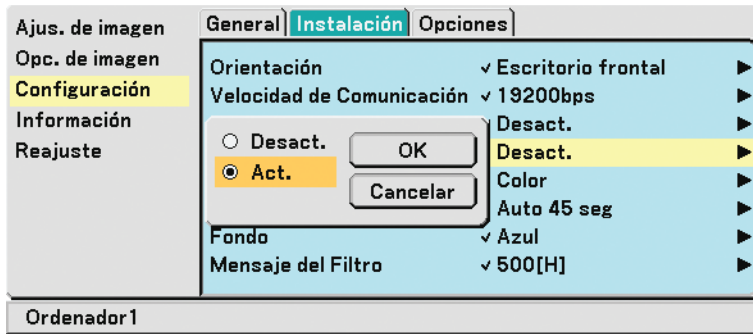 Ajus. de imagen
Opc. de imagen
Configuración
Información
Reajuste
General Instalación Opciones
Orientación ✓ Escritorio frontal ▶
Velocidad de Comunicación ✓ 19200bps ▶
Desact. ▶
Desact. ▶
Color ▶
Auto 45 seg ▶
Fondo ✓ Azul ▶
Mensaje del Filtro ✓ 500[H] ▶
Desact.
Act.
OK
Cancelar
Ordenador1